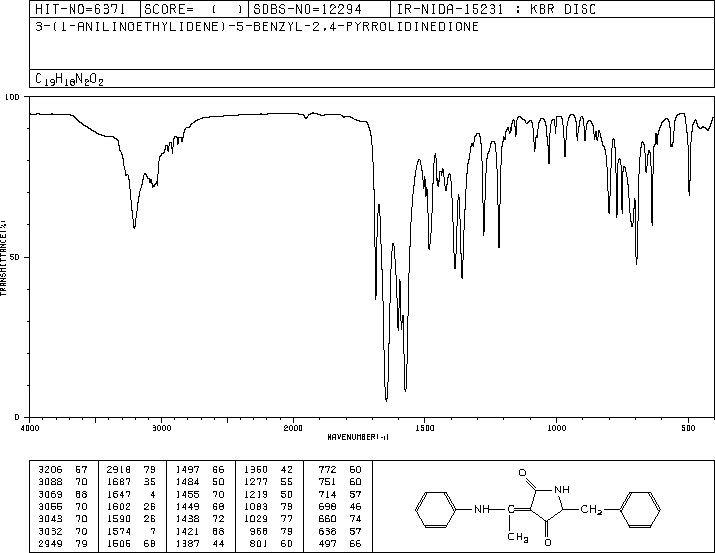 HIT-NO=6371 SCORE= ( ) SDBS-NO=12294 IR-NIDA-15231 : KBR DISC
3-(1-ANILINOETHYLIDENE)-5-BENZYL-2,4-PYRROLIDINEDIONE
C19H18N2O2
100
50
0
TRANSMITTANCE(%)
4000 3000 2000 1500 1000 500
WAVENUMBER(-1)
3206 57 2918 79 1497 66 1360 42 772 60
3088 70 1687 35 1484 50 1277 55 751 60
3069 68 1647 4 1455 70 1219 50 714 57
3055 70 1602 26 1449 68 1083 79 698 46
3043 70 1590 26 1438 72 1029 77 660 74
3032 70 1574 7 1421 68 968 79 638 57
2949 79 1506 68 1387 44 801 60 497 66
O
NH
NH C C CH2
CH3 O